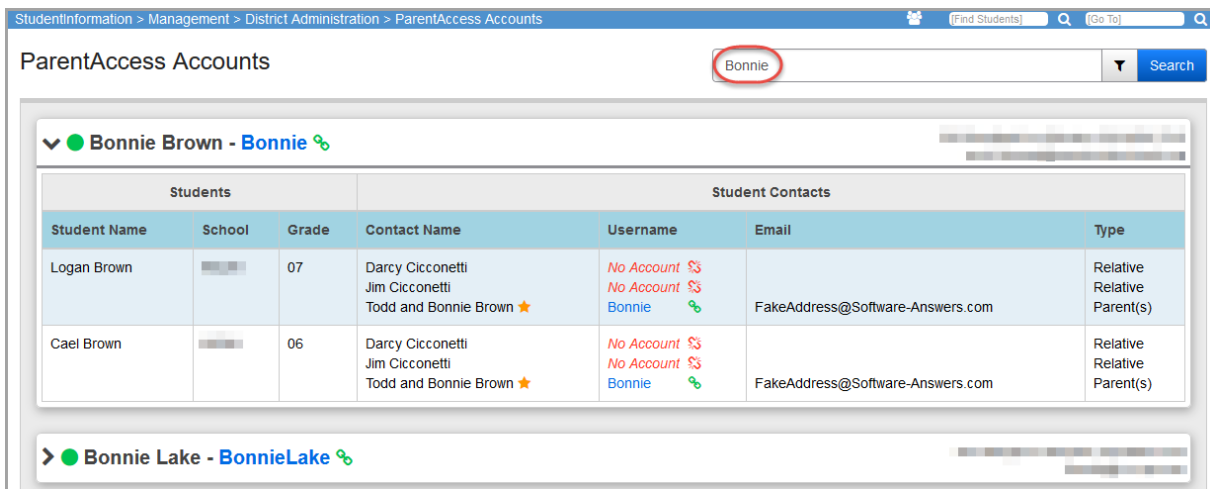 StudentInformation > Management > District Administration > ParentAccess Accounts [Find Students] [Go To]
ParentAccess Accounts Bonnie Search
Bonnie Brown - Bonnie
Students Student Contacts
Student Name School Grade Contact Name Username Email Type
Logan Brown 07 Darcy Cicconetti No Account Relative
Jim Cicconetti No Account Relative
Todd and Bonnie Brown Bonnie FakeAddress@Software-Answers.com Parent(s)
Cael Brown 06 Darcy Cicconetti No Account Relative
Jim Cicconetti No Account Relative
Todd and Bonnie Brown Bonnie FakeAddress@Software-Answers.com Parent(s)
Bonnie Lake - BonnieLake